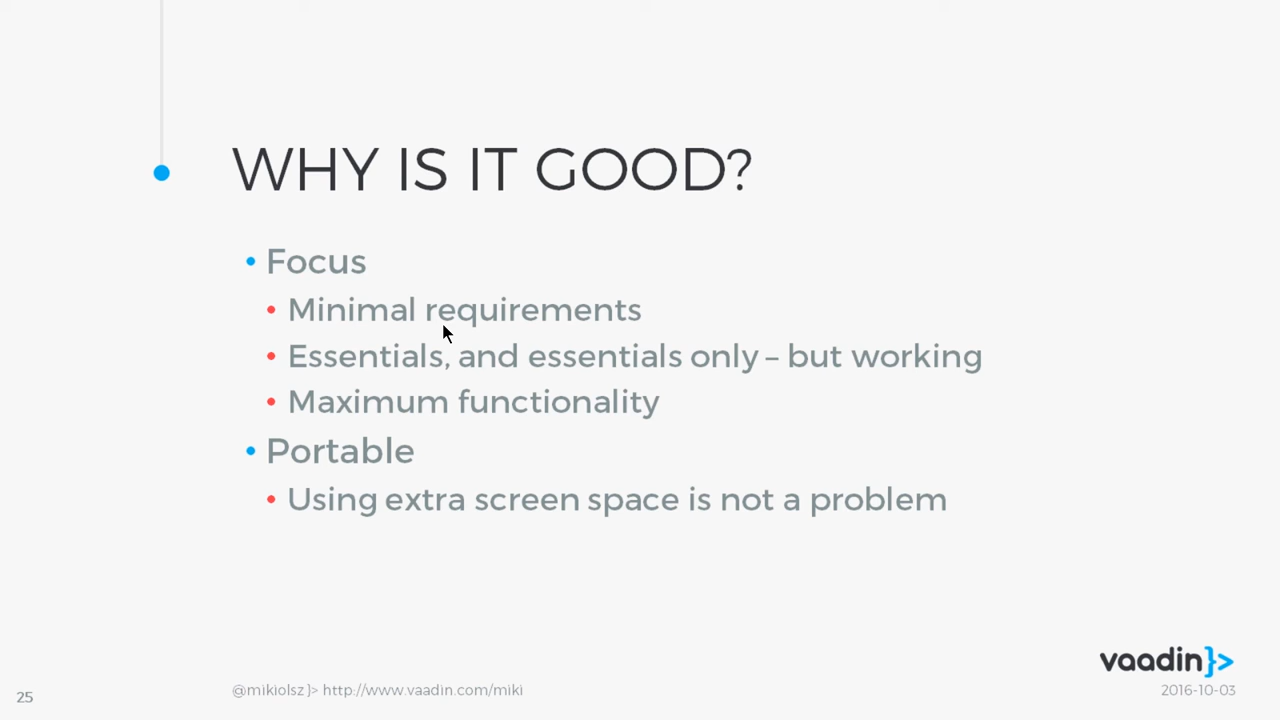 WHY IS IT GOOD?
• Focus
• Minimal requirements
• Essentials, and essentials only – but working
• Maximum functionality
• Portable
• Using extra screen space is not a problem
vaadin}>
25
@mikiolsz }> http://www.vaadin.com/miki
2016-10-03